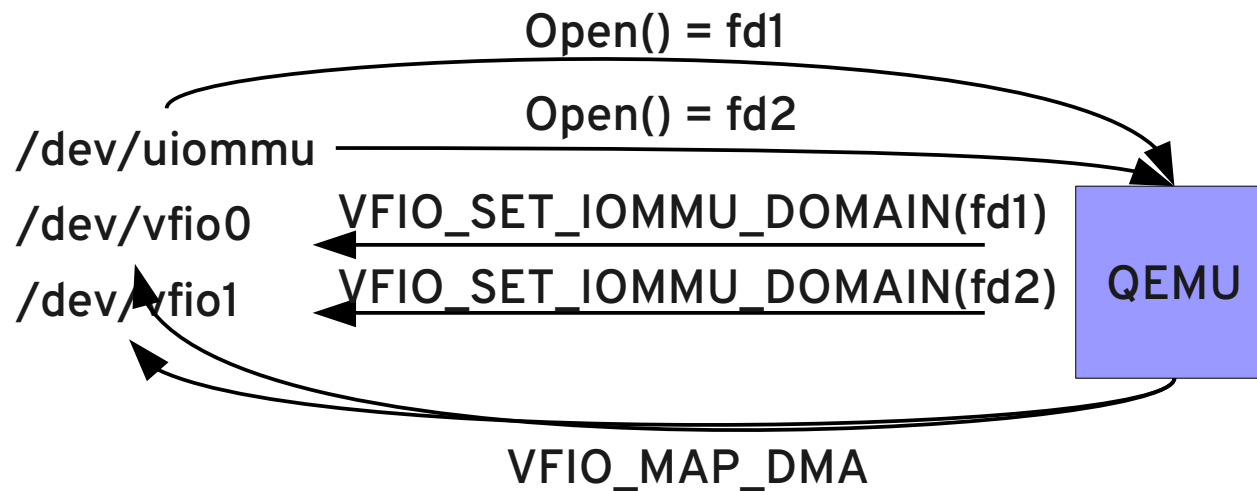 Open() = fd1
Open() = fd2
/dev/uiommu
/dev/vfio0
VFIO_SET_IOMMU_DOMAIN(fd1)
/dev/vfio1
VFIO_SET_IOMMU_DOMAIN(fd2)
QEMU
VFIO_MAP_DMA